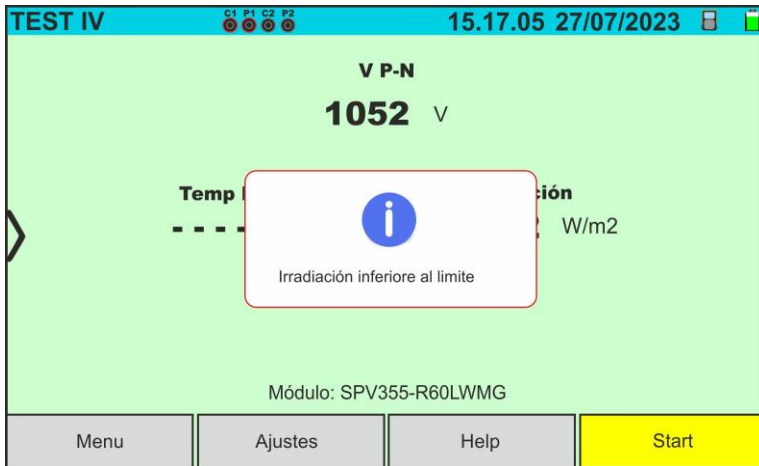 TEST IV C1 P1 C2 P2 15.17.05 27/07/2023
V P-N
1052 V
Temp
- - - - W/m2
Irradiación inferiore al limite
Módulo: SPV355-R60LWMG
Menu Ajustes Help Start